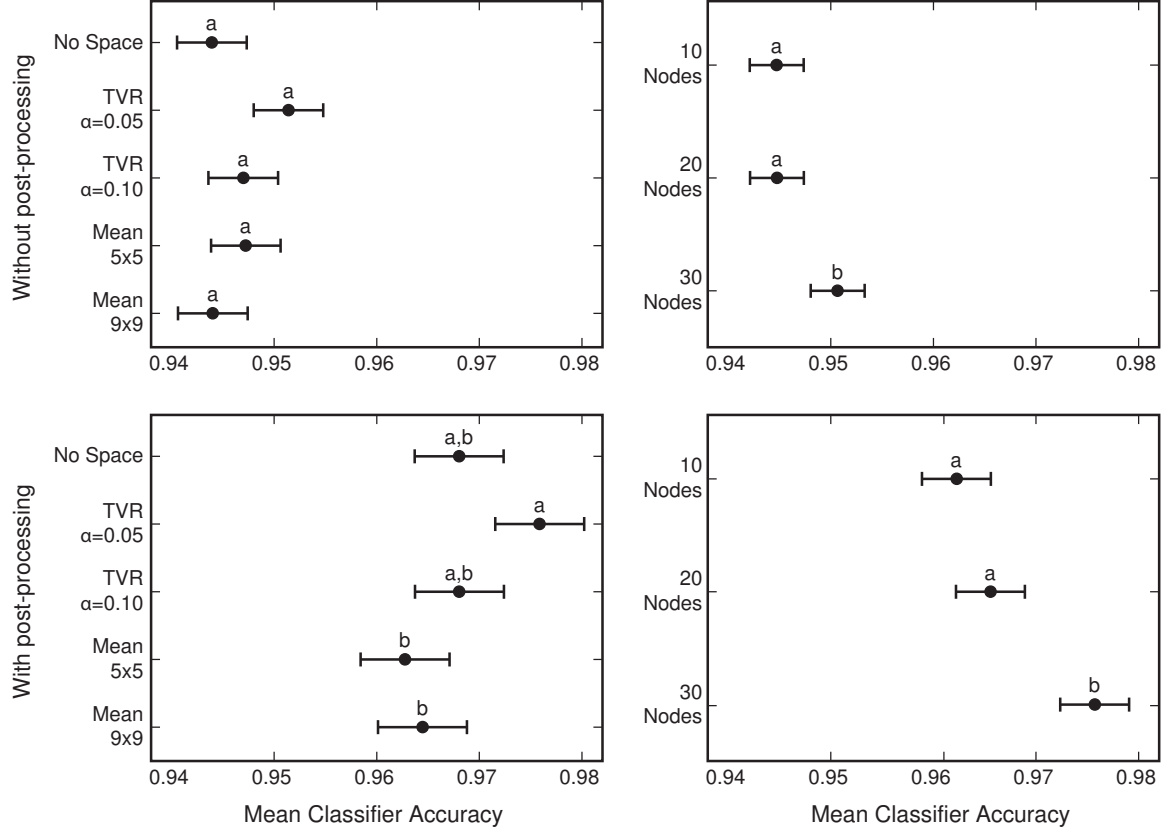 Without post-processing
a
No Space
a
TVR
α=0.05
a
TVR
α=0.10
a
Mean
5x5
a
Mean
9x9
0.94 0.95 0.96 0.97 0.98
a
10
Nodes
a
20
Nodes
b
30
Nodes
0.94 0.95 0.96 0.97 0.98
With post-processing
a,b
No Space
a
TVR
α=0.05
a,b
TVR
α=0.10
b
Mean
5x5
b
Mean
9x9
0.94 0.95 0.96 0.97 0.98
Mean Classifier Accuracy
a
10
Nodes
a
20
Nodes
b
30
Nodes
0.94 0.95 0.96 0.97 0.98
Mean Classifier Accuracy